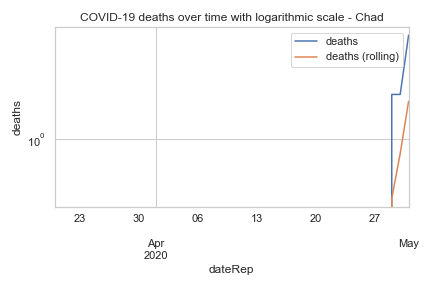 COVID-19 deaths over time with logarithmic scale - Chad
deaths
deaths (rolling)
deaths
10⁰
23 30 06 13 20 27
Apr May
2020
dateRep